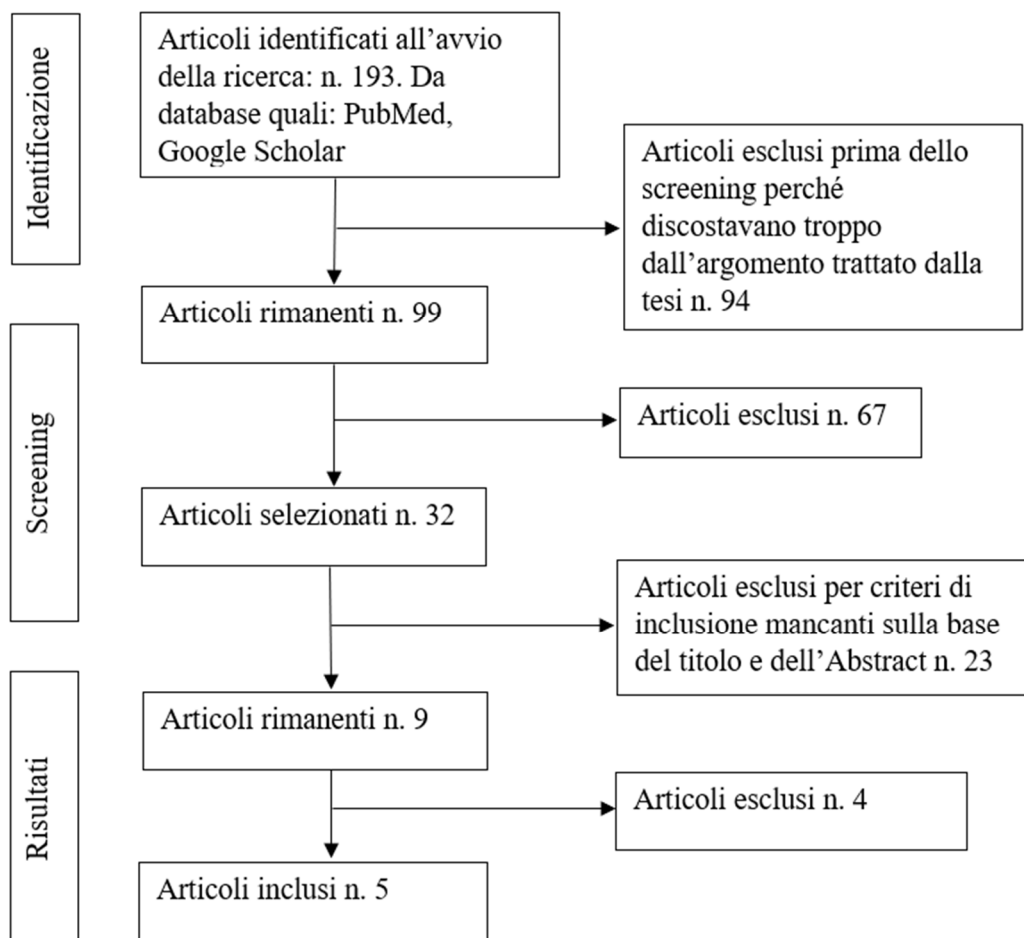 Identificazione
Articoli identificati all’avvio
della ricerca: n. 193. Da
database quali: PubMed,
Google Scholar
Articoli esclusi prima dello
screening perché
discostavano troppo
dall’argomento trattato dalla
tesi n. 94
Articoli rimanenti n. 99
Screening
Articoli esclusi n. 67
Articoli selezionati n. 32
Articoli esclusi per criteri di
inclusione mancanti sulla base
del titolo e dell’Abstract n. 23
Risultati
Articoli rimanenti n. 9
Articoli esclusi n. 4
Articoli inclusi n. 5